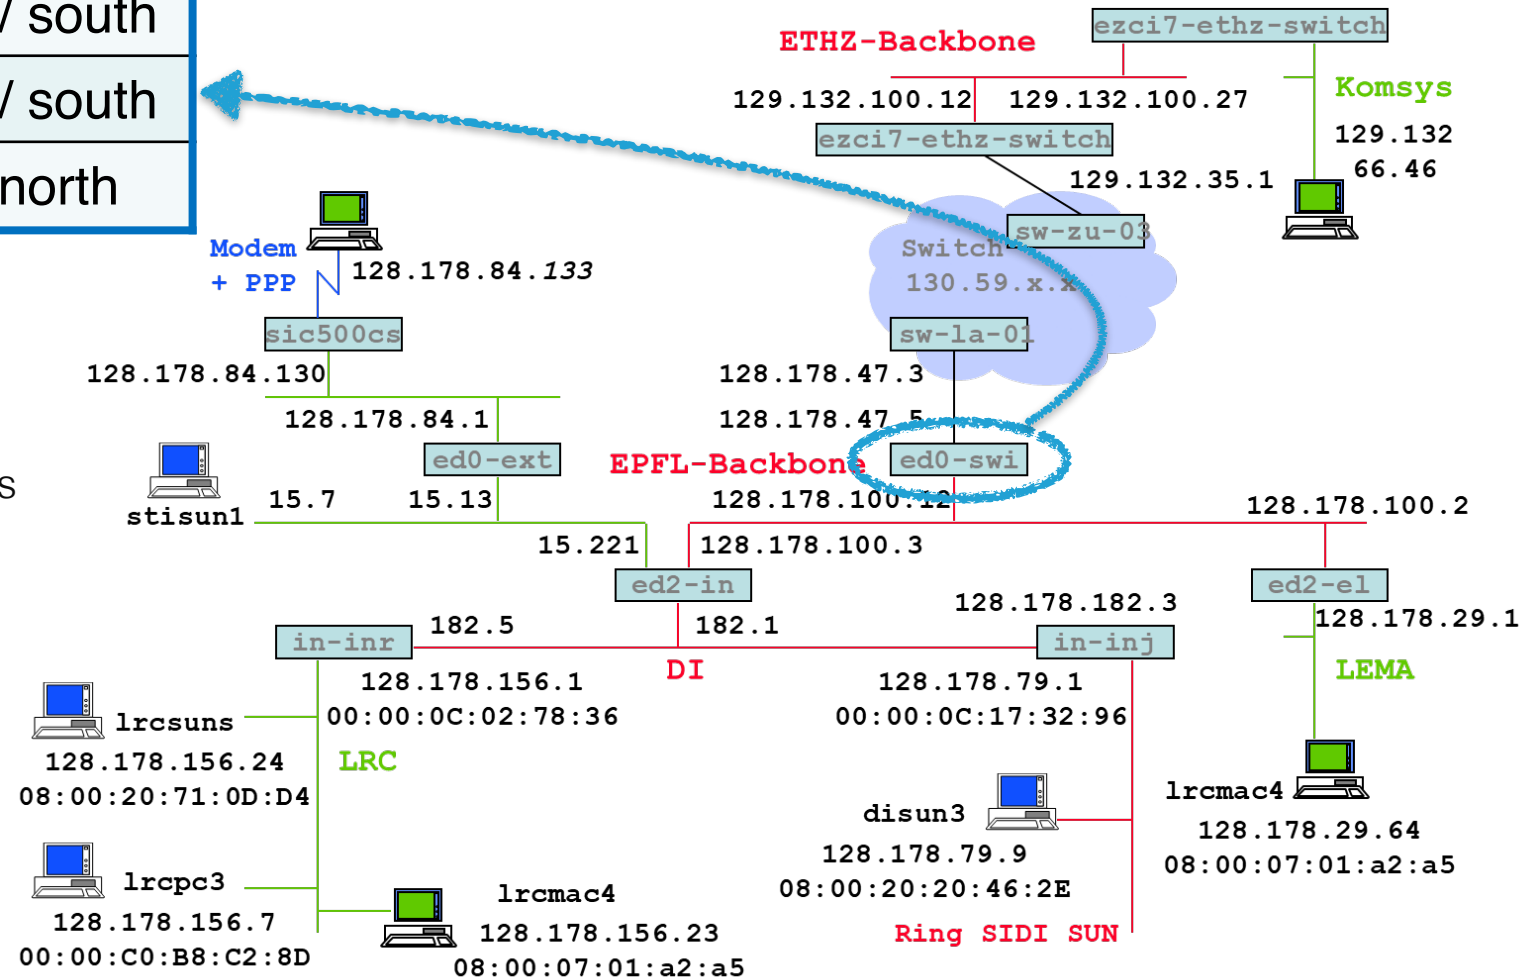 / south
/ south
north
ezci7-ethz-switch
ETHZ-Backbone
129.132.100.12
129.132.100.27
Komsys
129.132
66.46
ezci7-ethz-switch
129.132.35.1
sw-zu-03
Switch
130.59.x.x
Modem
+ PPP
128.178.84.133
sic500cs
sw-la-01
128.178.84.130
128.178.47.3
128.178.84.1
128.178.47.5
ed0-ext
EPFL-Backbone
ed0-swi
s
15.7
15.13
128.178.100.12
128.178.100.2
stisun1
15.221
128.178.100.3
ed2-in
ed2-el
128.178.182.3
128.178.29.1
182.5
182.1
in-inr
in-inj
DI
LEMA
128.178.156.1
128.178.79.1
00:00:0C:02:78:36
00:00:0C:17:32:96
lrcsuns
128.178.156.24
08:00:20:71:0D:D4
LRC
lrcmac4
128.178.29.64
08:00:07:01:a2:a5
disun3
128.178.79.9
08:00:20:20:46:2E
lrcpc3
128.178.156.7
00:00:C0:B8:C2:8D
lrcmac4
128.178.156.23
08:00:07:01:a2:a5
Ring SIDI SUN